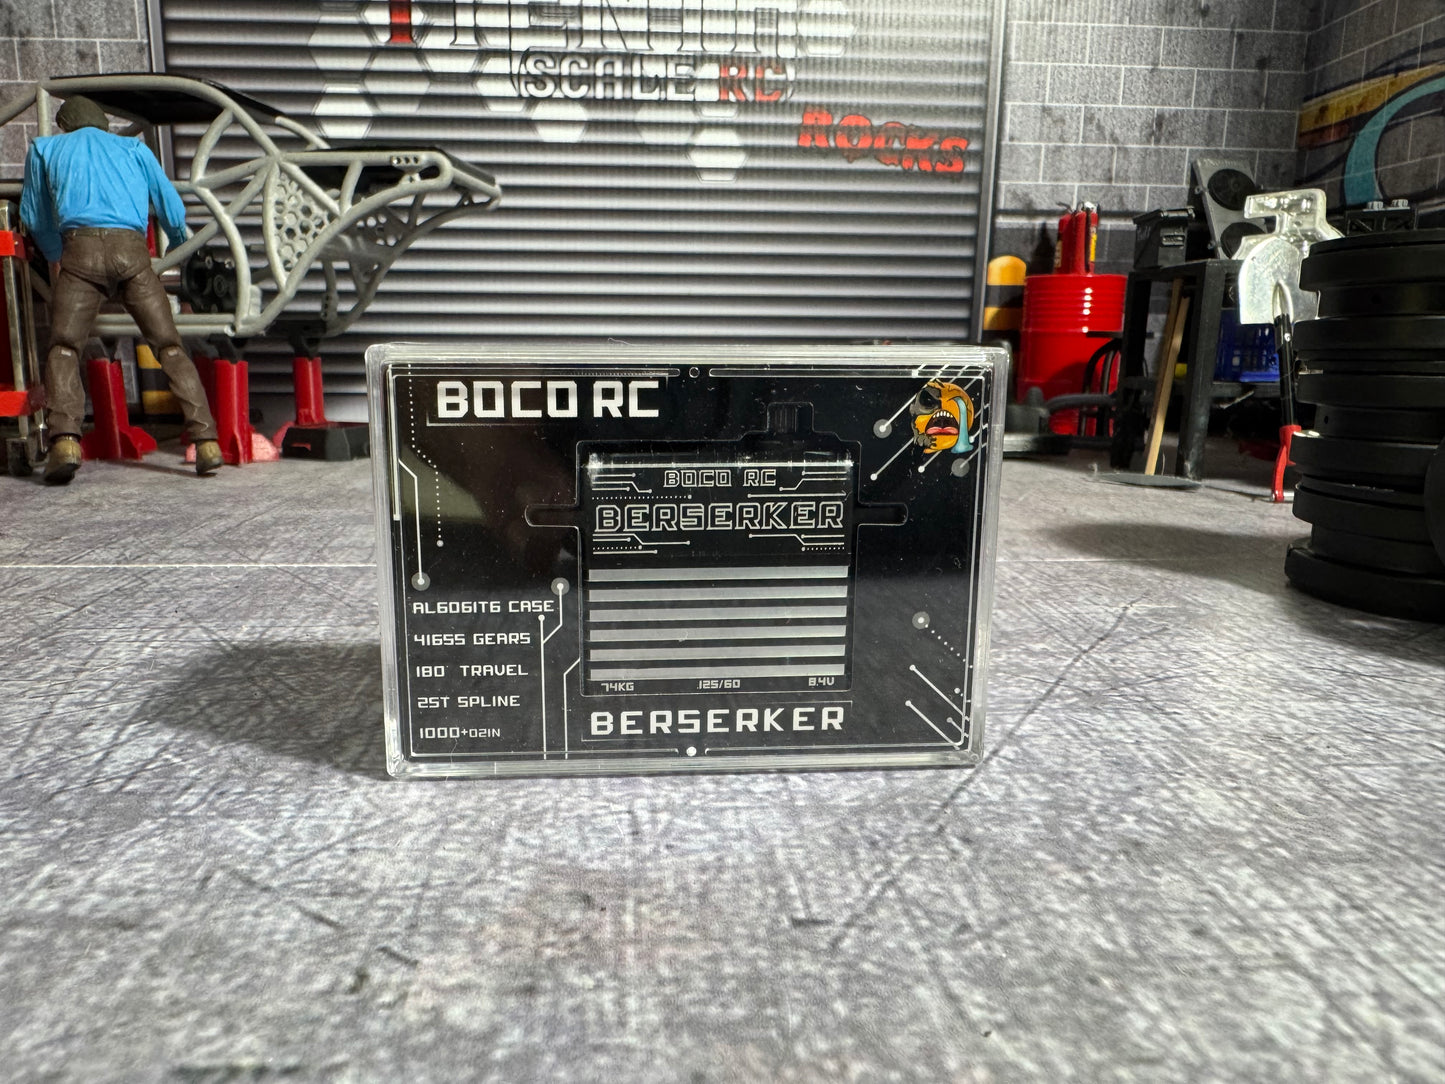 SCALE RC
ROCKS
BOCO RC
BOCO RC
BERSERKER
74KG .125/60 8.4V
AL6061T6 CASE
41655 GEARS
180° TRAVEL
25T SPLINE
1000+OZIN
BERSERKER